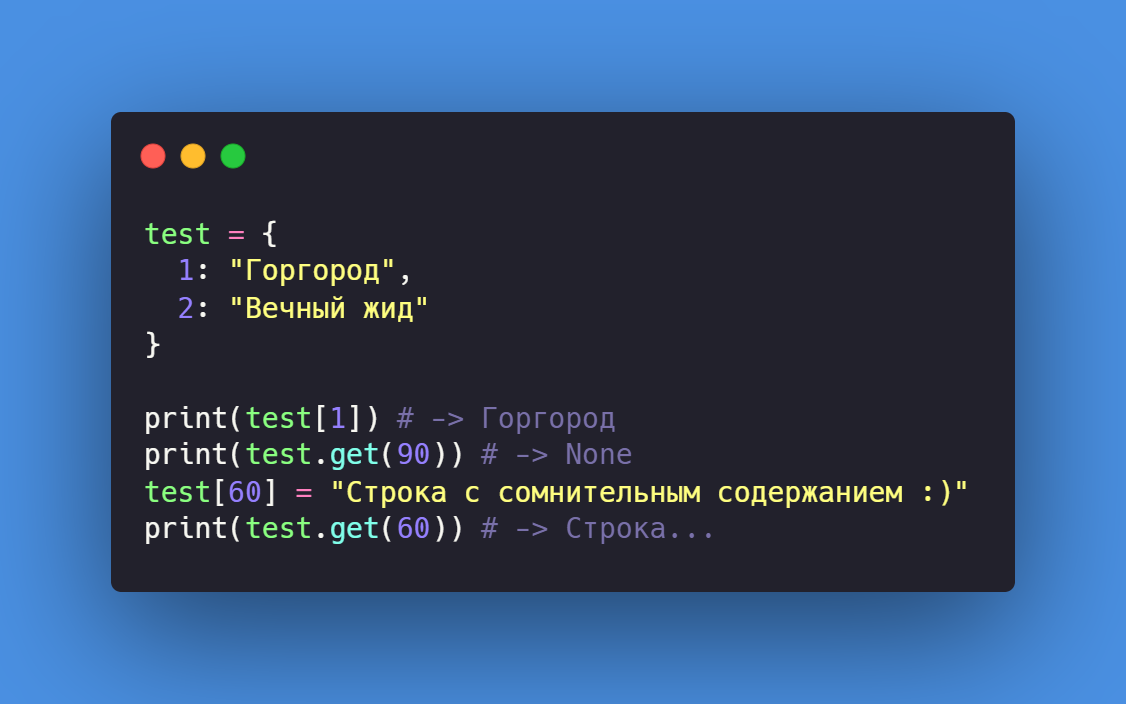 test = {
  1: "Горгород",
  2: "Вечный жид"
}

print(test[1]) # -> Горгород
print(test.get(90)) # -> None
test[60] = "Строка с сомнительным содержанием :)"
print(test.get(60)) # -> Строка...